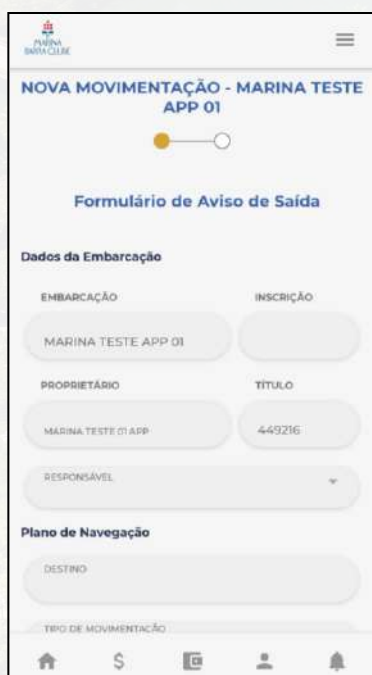 MARINA
BARRA CLUBE
NOVA MOVIMENTAÇÃO - MARINA TESTE
APP 01
Formulário de Aviso de Saída
Dados da Embarcação
EMBARCAÇÃO INSCRIÇÃO
MARINA TESTE APP 01
PROPRIETÁRIO TÍTULO
MARINA TESTE 01 APP 449216
RESPONSÁVEL
Plano de Navegação
DESTINO
TIPO DE MOVIMENTAÇÃO